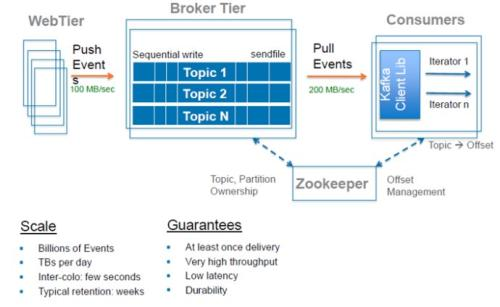 WebTier
Broker Tier
Consumers
Push
Event
s
100 MB/sec
Sequential write
sendfile
Topic 1
Topic 2
Topic N
Pull
Events
200 MB/sec
Kafka
Client Lib
Iterator 1
Iterator n
Topic → Offset
Topic, Partition
Ownership
Zookeeper
Offset
Management
Scale
• Billions of Events
• TBs per day
• Inter-colo: few seconds
• Typical retention: weeks
Guarantees
• At least once delivery
• Very high throughput
• Low latency
• Durability